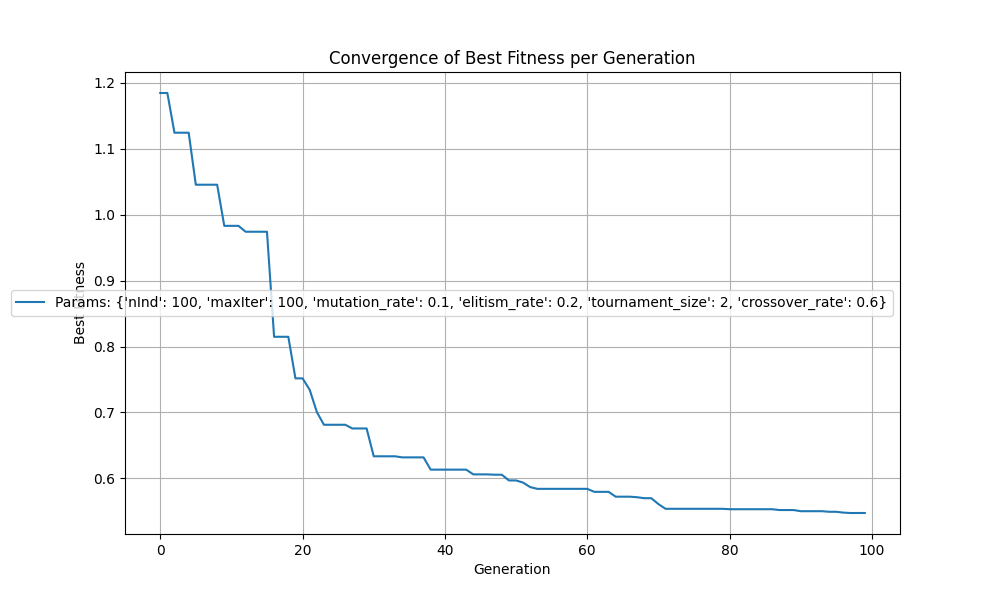 Convergence of Best Fitness per Generation
1.2
1.1
1.0
0.9
0.8
0.7
0.6
Best
Params: {'nInd': 100, 'maxIter': 100, 'mutation_rate': 0.1, 'elitism_rate': 0.2, 'tournament_size': 2, 'crossover_rate': 0.6}
0 20 40 60 80 100
Generation